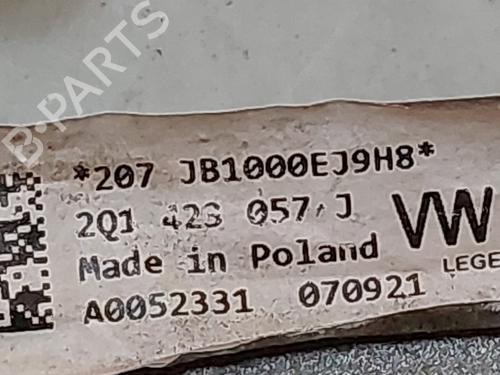 B-PARTS
*207 JB1000EJ9H8*
2Q1 423 057 J
Made in Poland
A0052331 070921
VW
LEGE